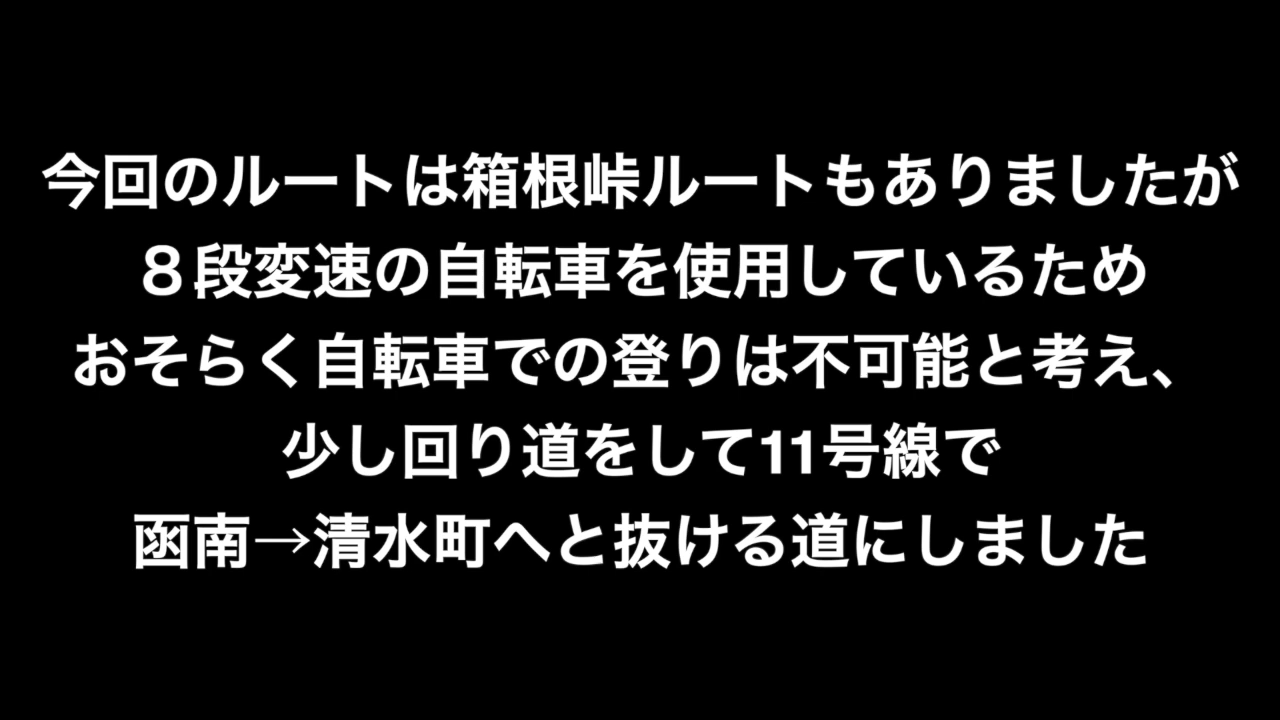 今回のルートは箱根峠ルートもありましたが
８段変速の自転車を使用しているため
おそらく自転車での登りは不可能と考え、
少し回り道をして11号線で
函南→清水町へと抜ける道にしました